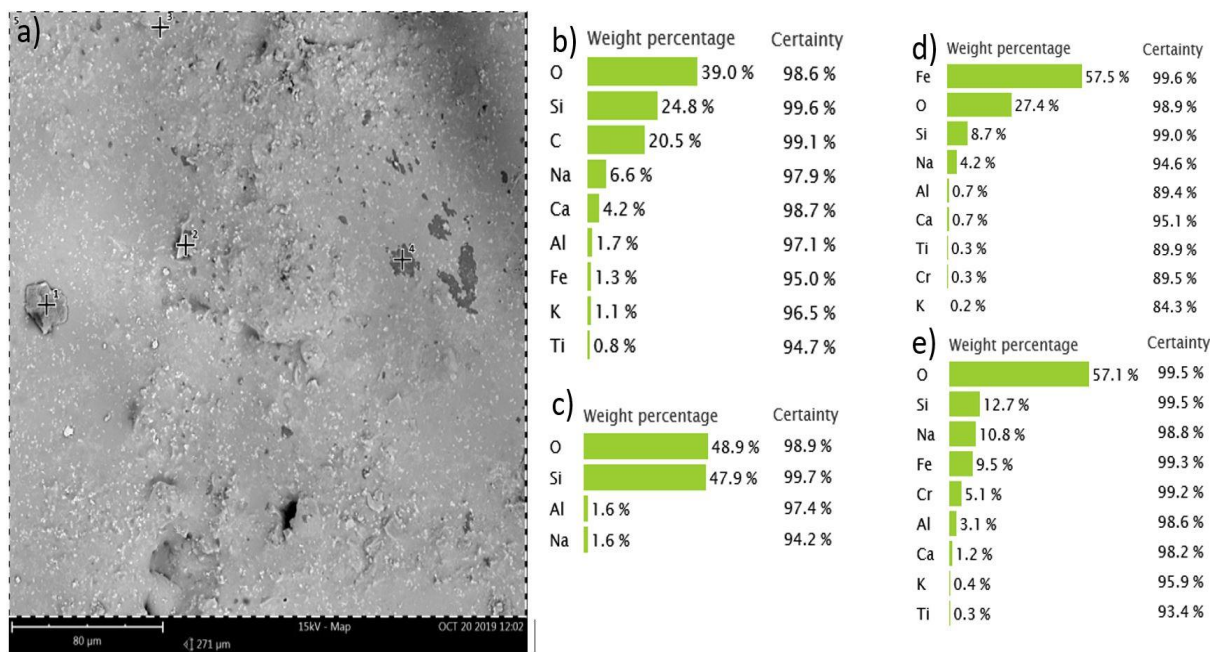 a)
5
3
2
4
1
80 µm
271 µm
15kV - Map
OCT 20 2019 12:02
b)
Weight percentage Certainty
O 39.0 % 98.6 %
Si 24.8 % 99.6 %
C 20.5 % 99.1 %
Na 6.6 % 97.9 %
Ca 4.2 % 98.7 %
Al 1.7 % 97.1 %
Fe 1.3 % 95.0 %
K 1.1 % 96.5 %
Ti 0.8 % 94.7 %
c)
Weight percentage Certainty
O 48.9 % 98.9 %
Si 47.9 % 99.7 %
Al 1.6 % 97.4 %
Na 1.6 % 94.2 %
d)
Weight percentage Certainty
Fe 57.5 % 99.6 %
O 27.4 % 98.9 %
Si 8.7 % 99.0 %
Na 4.2 % 94.6 %
Al 0.7 % 89.4 %
Ca 0.7 % 95.1 %
Ti 0.3 % 89.9 %
Cr 0.3 % 89.5 %
K 0.2 % 84.3 %
e)
Weight percentage Certainty
O 57.1 % 99.5 %
Si 12.7 % 99.5 %
Na 10.8 % 98.8 %
Fe 9.5 % 99.3 %
Cr 5.1 % 99.2 %
Al 3.1 % 98.6 %
Ca 1.2 % 98.2 %
K 0.4 % 95.9 %
Ti 0.3 % 93.4 %